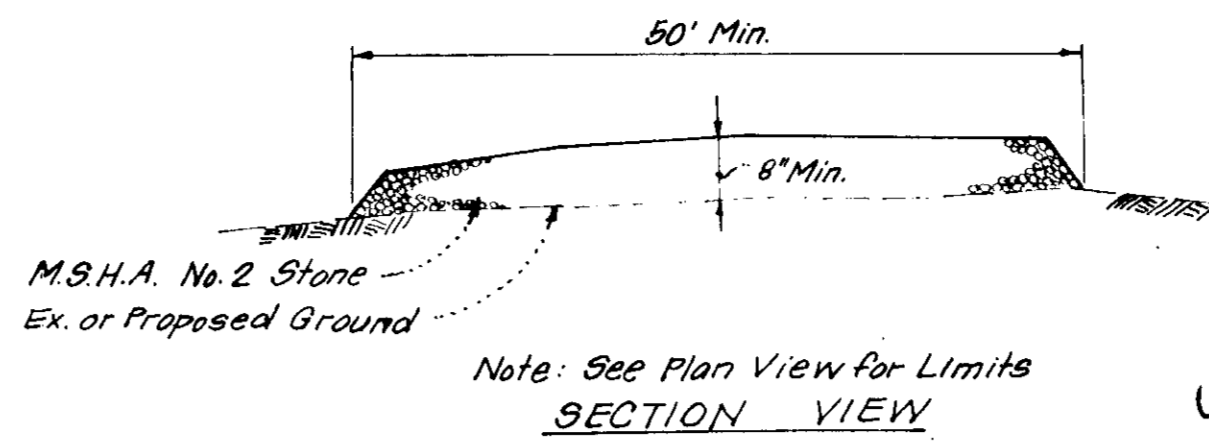 50' Min.
8" Min.
M.S.H.A. No. 2 Stone
Ex. or Proposed Ground
Note: See Plan View for Limits
SECTION VIEW